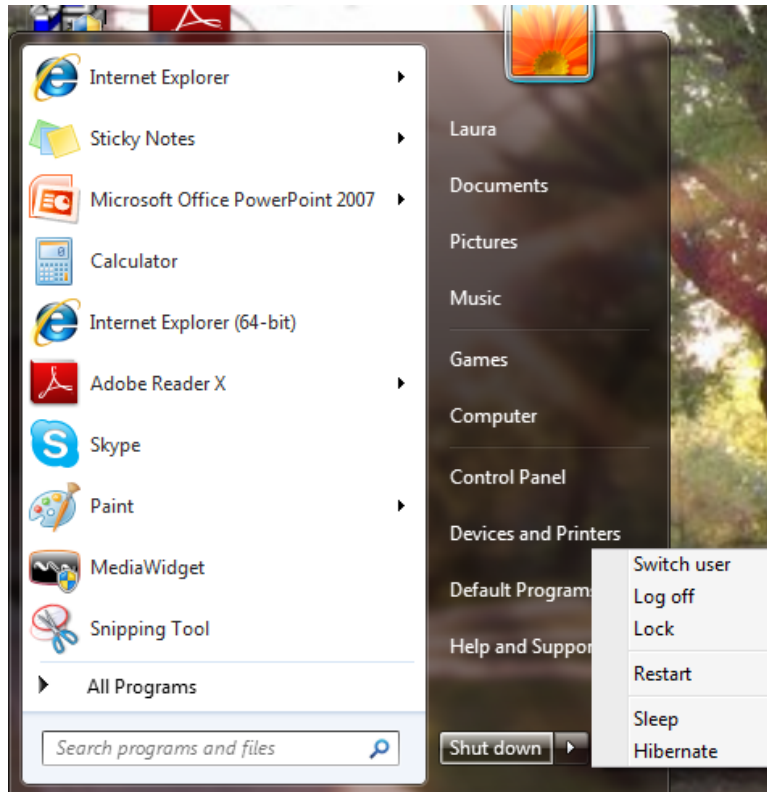 Internet Explorer
Sticky Notes
Microsoft Office PowerPoint 2007
Calculator
Internet Explorer (64-bit)
Adobe Reader X
Skype
Paint
MediaWidget
Snipping Tool
All Programs
Search programs and files
Laura
Documents
Pictures
Music
Games
Computer
Control Panel
Devices and Printers
Default Program
Help and Suppor
Shut down
Switch user
Log off
Lock
Restart
Sleep
Hibernate